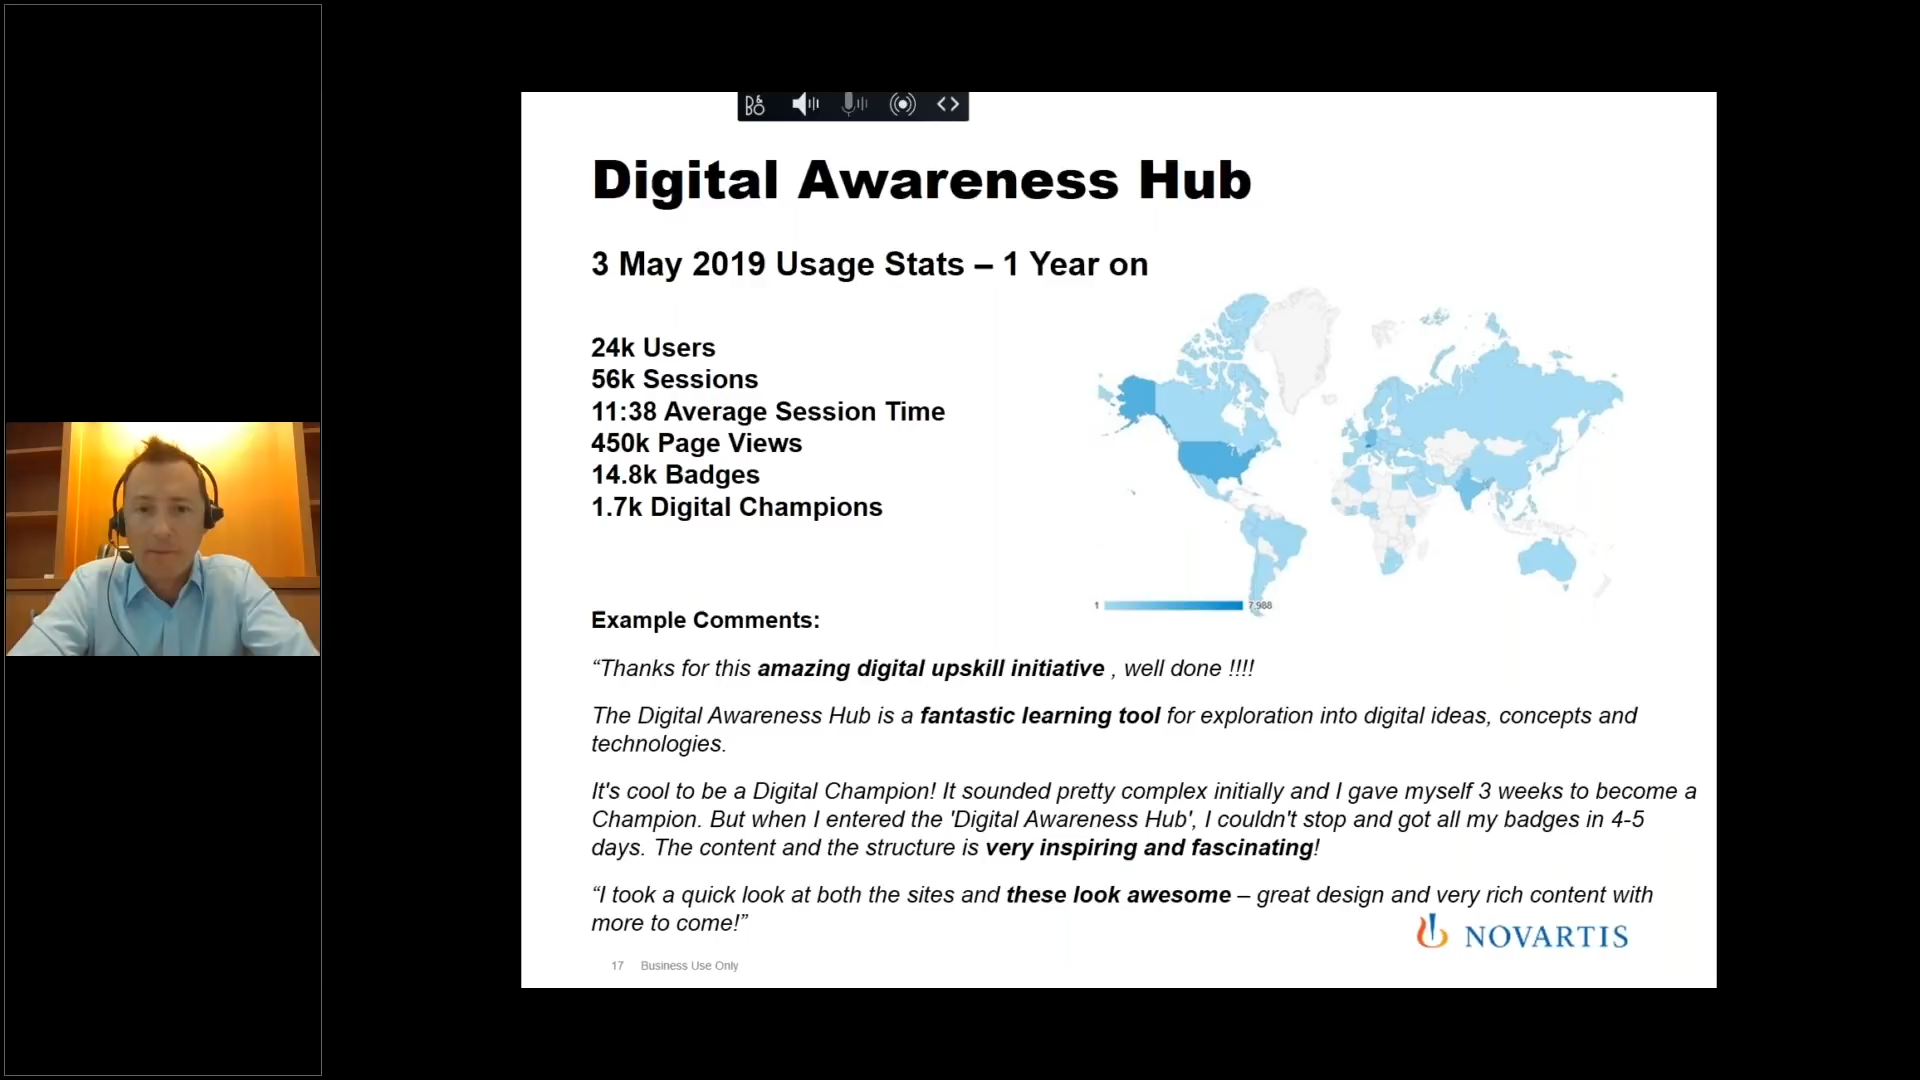 B&O
Digital Awareness Hub
3 May 2019 Usage Stats – 1 Year on
24k Users
56k Sessions
11:38 Average Session Time
450k Page Views
14.8k Badges
1.7k Digital Champions
1
7,988
Example Comments:
“Thanks for this amazing digital upskill initiative , well done !!!!
The Digital Awareness Hub is a fantastic learning tool for exploration into digital ideas, concepts and
technologies.
It's cool to be a Digital Champion! It sounded pretty complex initially and I gave myself 3 weeks to become a
Champion. But when I entered the 'Digital Awareness Hub', I couldn't stop and got all my badges in 4-5
days. The content and the structure is very inspiring and fascinating!
“I took a quick look at both the sites and these look awesome – great design and very rich content with
more to come!”
NOVARTIS
17 Business Use Only